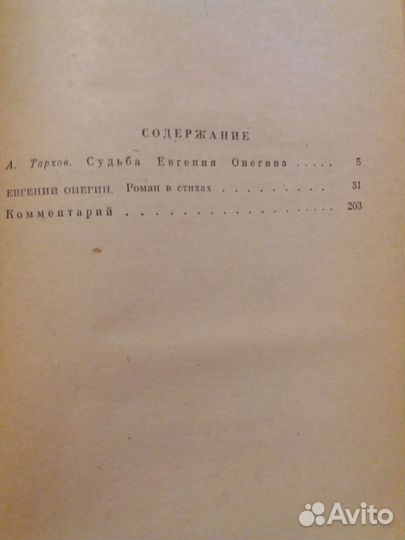 СОДЕРЖАНИЕ
А. Тархов. Судьба Евгения Онегина ..... 5
ЕВГЕНИЙ ОНЕГИН. Роман в стихах ......... 31
Комментарий ................ 203
Avito